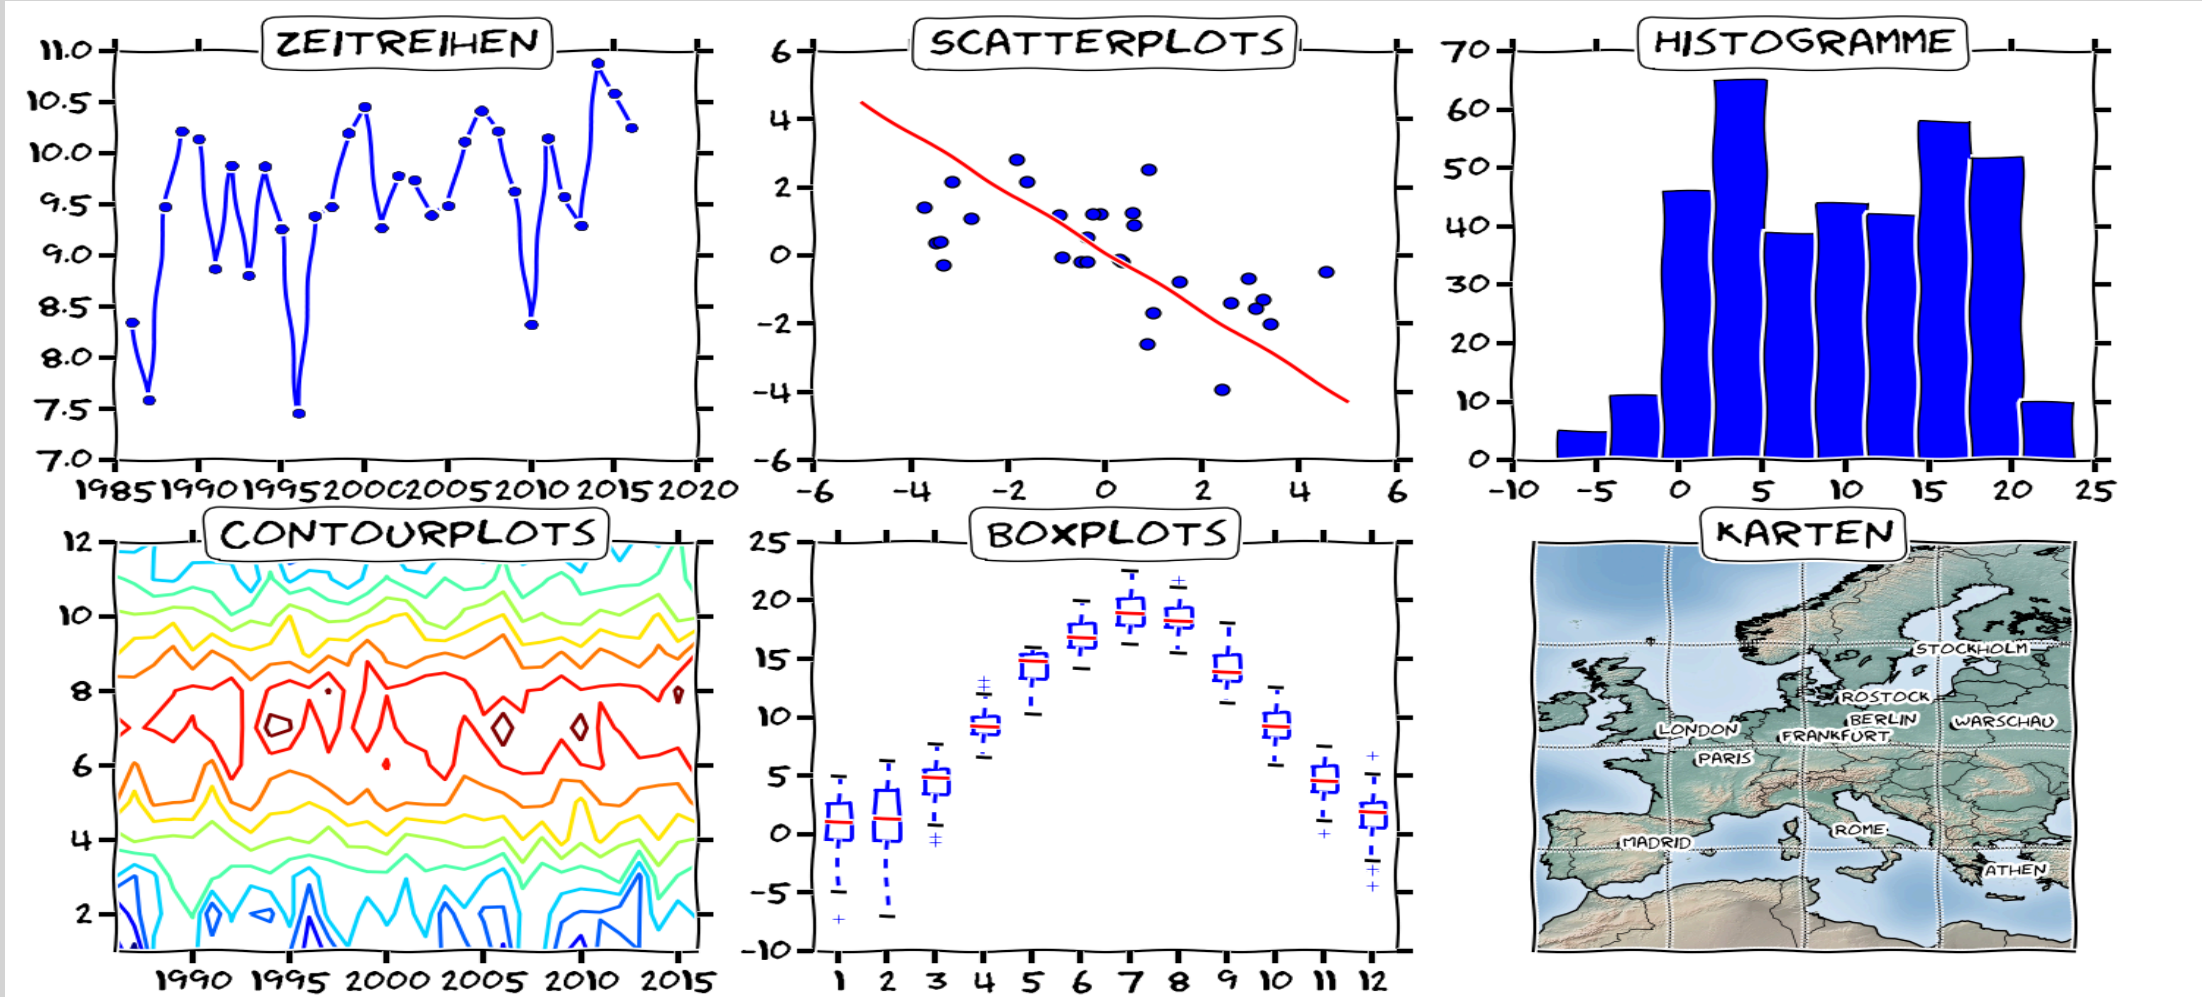 ZEITREIHEN
11.0
10.5
10.0
9.5
9.0
8.5
8.0
7.5
7.0
1985 1990 1995 2000 2005 2010 2015 2020
SCATTERPLOTS
6
4
2
0
-2
-4
-6
-6 -4 -2 0 2 4 6
HISTOGRAMME
70
60
50
40
30
20
10
0
-10 -5 0 5 10 15 20 25
CONTOURPLOTS
12
10
8
6
4
2
1990 1995 2000 2005 2010 2015
BOXPLOTS
25
20
15
10
5
0
-5
-10
1 2 3 4 5 6 7 8 9 10 11 12
KARTEN
STOCKHOLM
ROSTOCK
BERLIN
WARSCHAU
LONDON
FRANKFURT
PARIS
ROME
MADRID
ATHEN